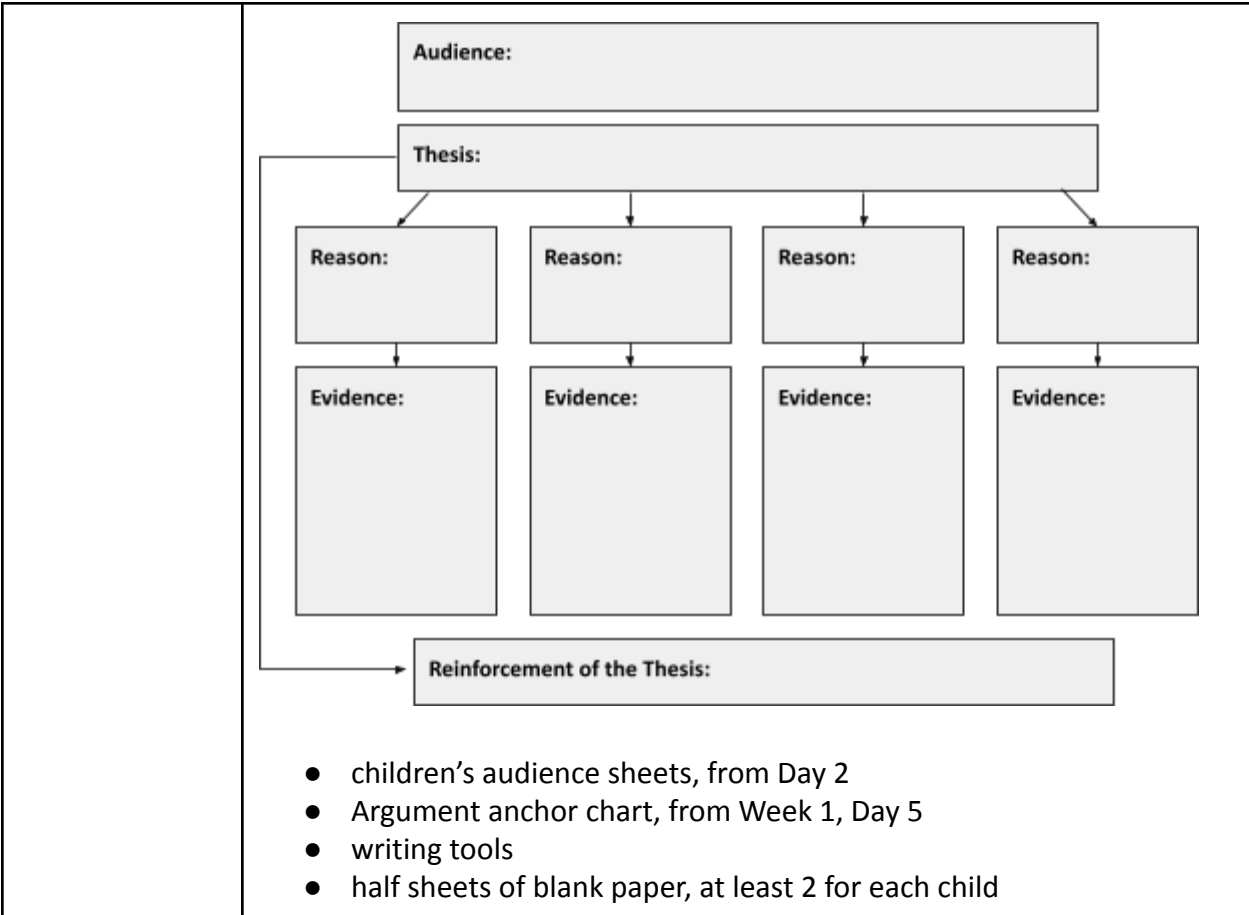 Audience:
Thesis:
Reason:
Reason:
Reason:
Reason:
Evidence:
Evidence:
Evidence:
Evidence:
Reinforcement of the Thesis:
● children’s audience sheets, from Day 2
● Argument anchor chart, from Week 1, Day 5
● writing tools
● half sheets of blank paper, at least 2 for each child